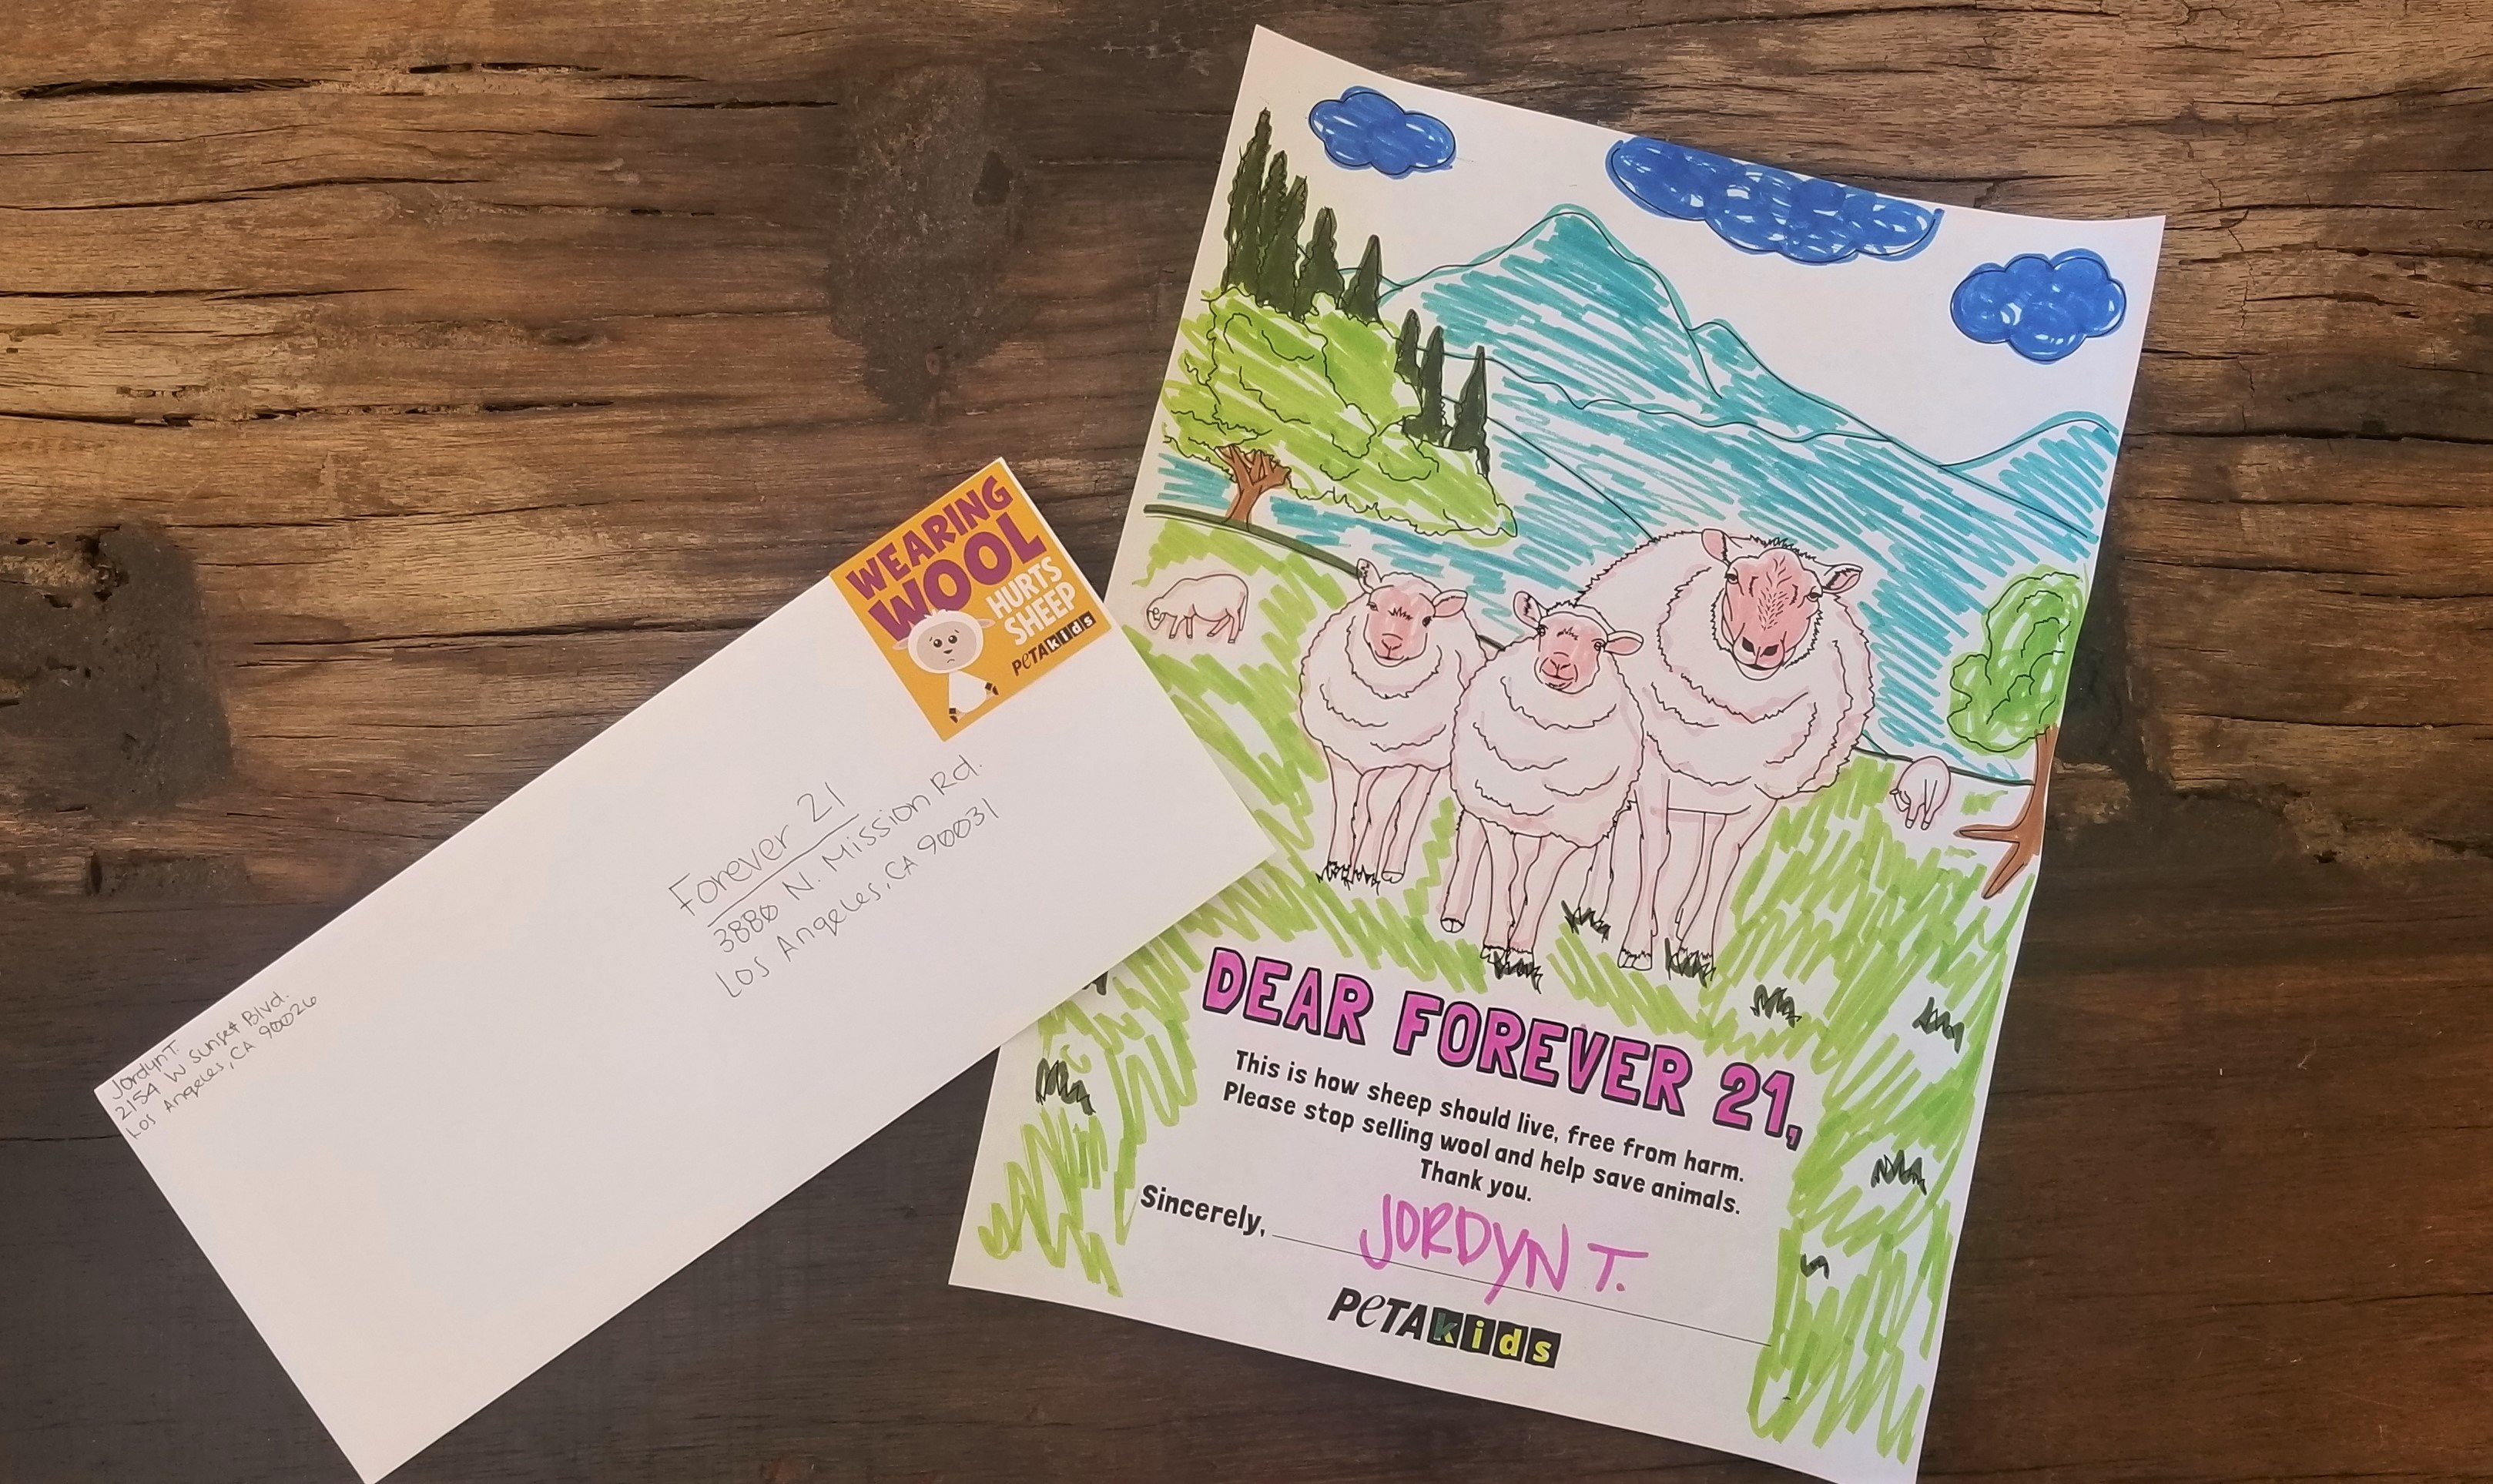 WEARING
WOOL
HURTS
SHEEP
PETA kids
Forever 21
3880 N. Mission Rd.
Los Angeles, CA 90031
Jordyn T.
2154 W Sunset Blvd.
Los Angeles, CA 90026
DEAR FOREVER 21,
This is how sheep should live, free from harm.
Please stop selling wool and help save animals.
Thank you.
Sincerely, JORDYN T.
PETA kids